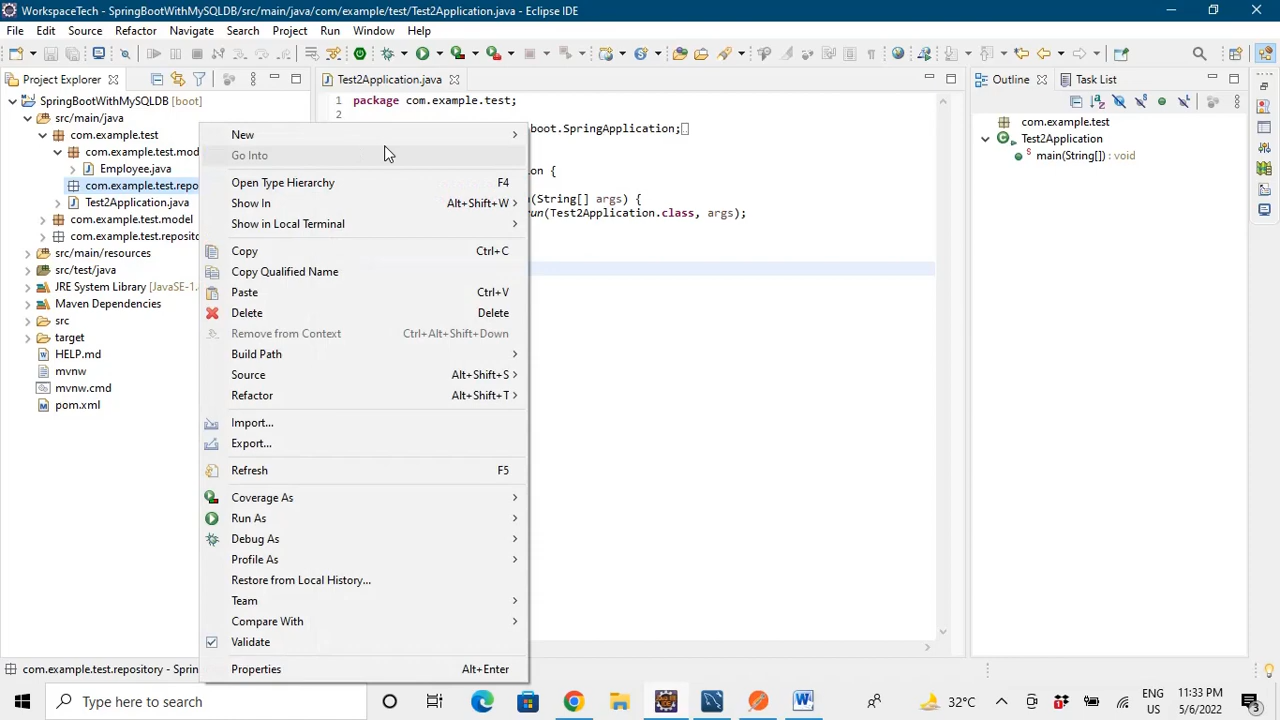 WorkspaceTech - SpringBootWithMySQLDB/src/main/java/com/example/test/Test2Application.java - Eclipse IDE
File Edit Source Refactor Navigate Search Project Run Window Help
Project Explorer
Test2Application.java
Outline
Task List
SpringBootWithMySQLDB [boot]
src/main/java
com.example.test
com.example.test.mod
Employee.java
com.example.test.repo
Test2Application.java
com.example.test.model
com.example.test.reposito
src/main/resources
src/test/java
JRE System Library [JavaSE-1
Maven Dependencies
src
target
HELP.md
mvnw
mvnw.cmd
pom.xml
New
Go Into
Open Type Hierarchy F4
Show In Alt+Shift+W
Show in Local Terminal
Copy Ctrl+C
Copy Qualified Name
Paste Ctrl+V
Delete Delete
Remove from Context Ctrl+Alt+Shift+Down
Build Path
Source Alt+Shift+S
Refactor Alt+Shift+T
Import...
Export...
Refresh F5
Coverage As
Run As
Debug As
Profile As
Restore from Local History...
Team
Compare With
Validate
Properties Alt+Enter
1 package com.example.test;
2
boot.SpringApplication;
ion {
(String[] args) {
run(Test2Application.class, args);
com.example.test
Test2Application
main(String[]) : void
com.example.test.repository - Sprin
Type here to search
32°C
ENG
US
11:33 PM
5/6/2022
3